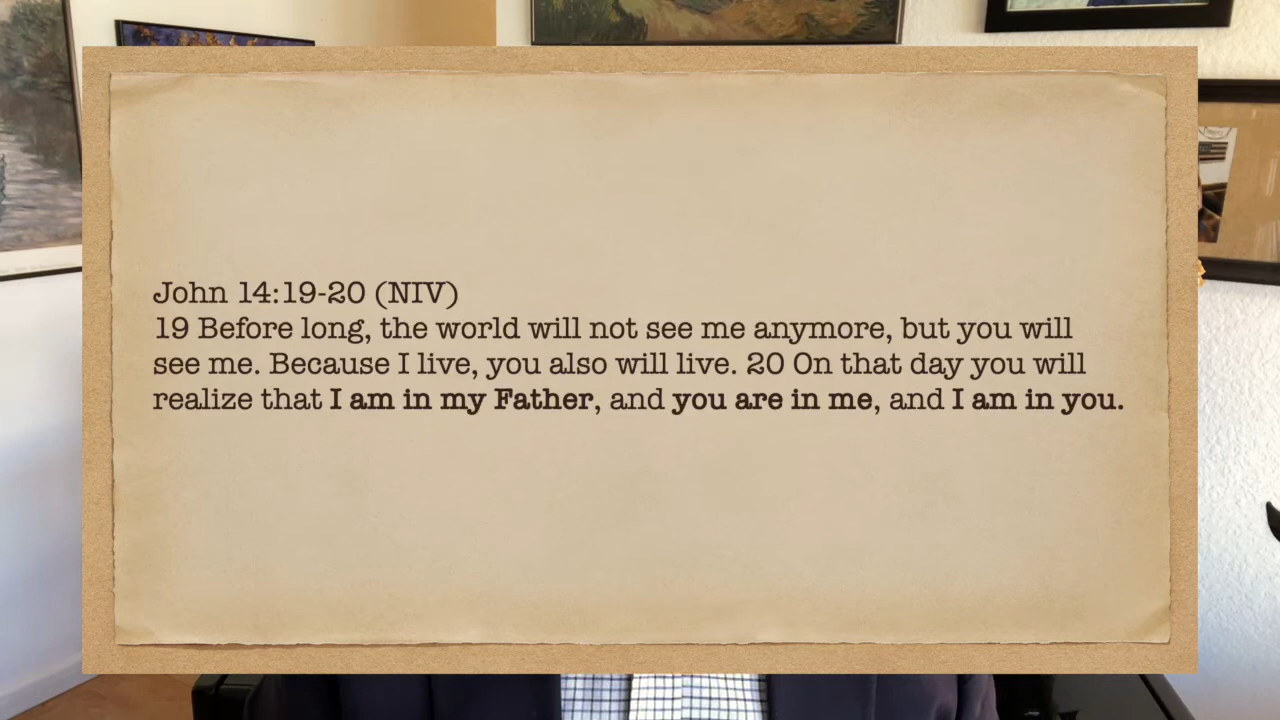 John 14:19-20 (NIV)
19 Before long, the world will not see me anymore, but you will
see me. Because I live, you also will live. 20 On that day you will
realize that I am in my Father, and you are in me, and I am in you.